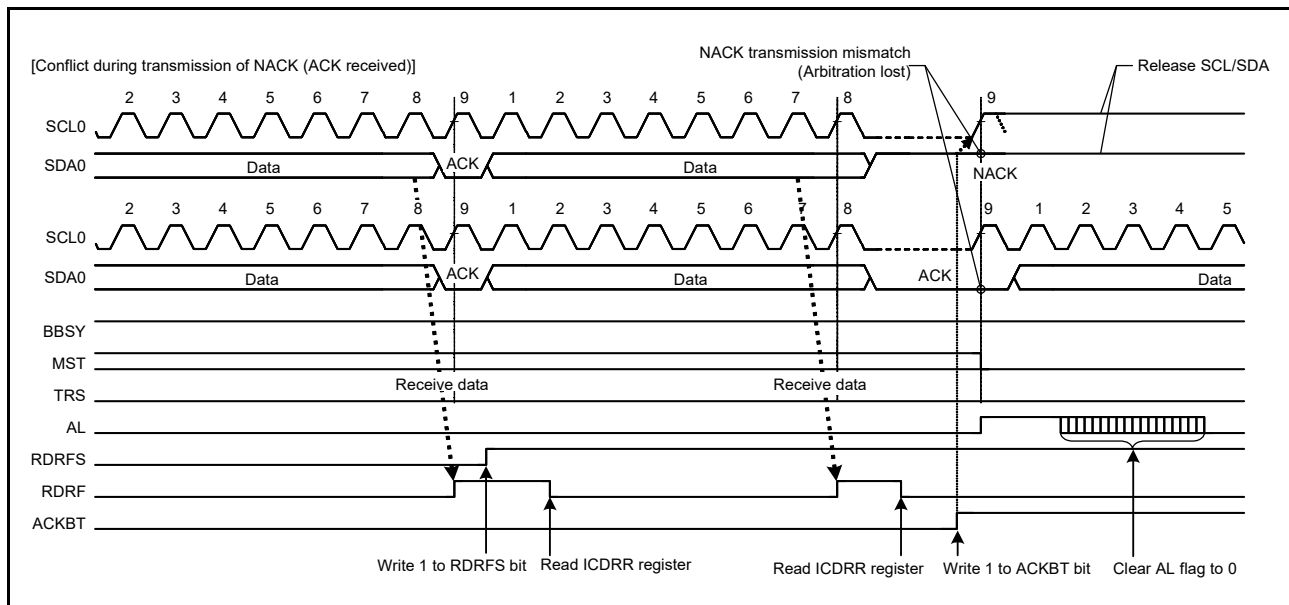 [Conflict during transmission of NACK (ACK received)]
NACK transmission mismatch
(Arbitration lost)
Release SCL/SDA
2 3 4 5 6 7 8 9 1 2 3 4 5 6 7 8 9
SCL0
SDA0 Data ACK Data NACK
2 3 4 5 6 7 8 9 1 2 3 4 5 6 7 8 9 1 2 3 4 5
SCL0
SDA0 Data ACK Data ACK Data
BBSY
MST
Receive data Receive data
TRS
AL
RDRFS
RDRF
ACKBT
Write 1 to RDRFS bit Read ICDRR register Read ICDRR register Write 1 to ACKBT bit Clear AL flag to 0